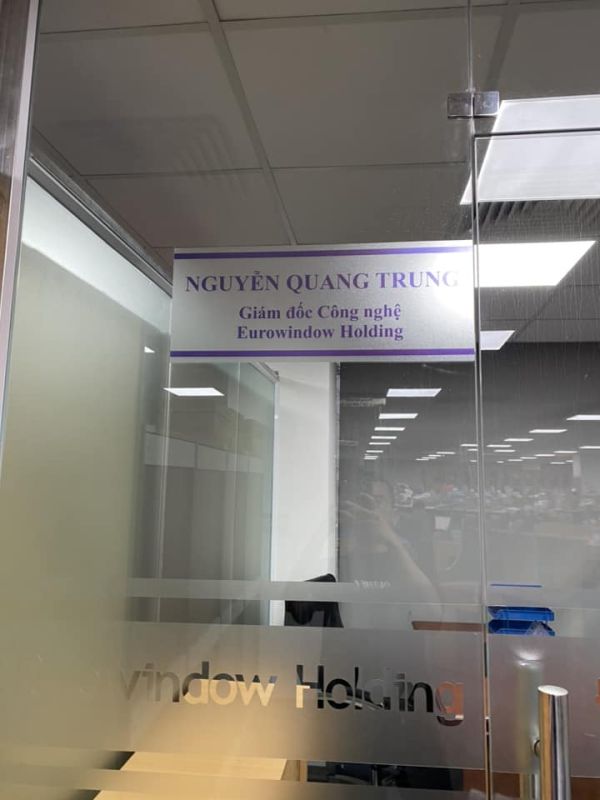 NGUYỄN QUANG TRUNG
Giám đốc Công nghệ
Eurowindow Holding
window Holding